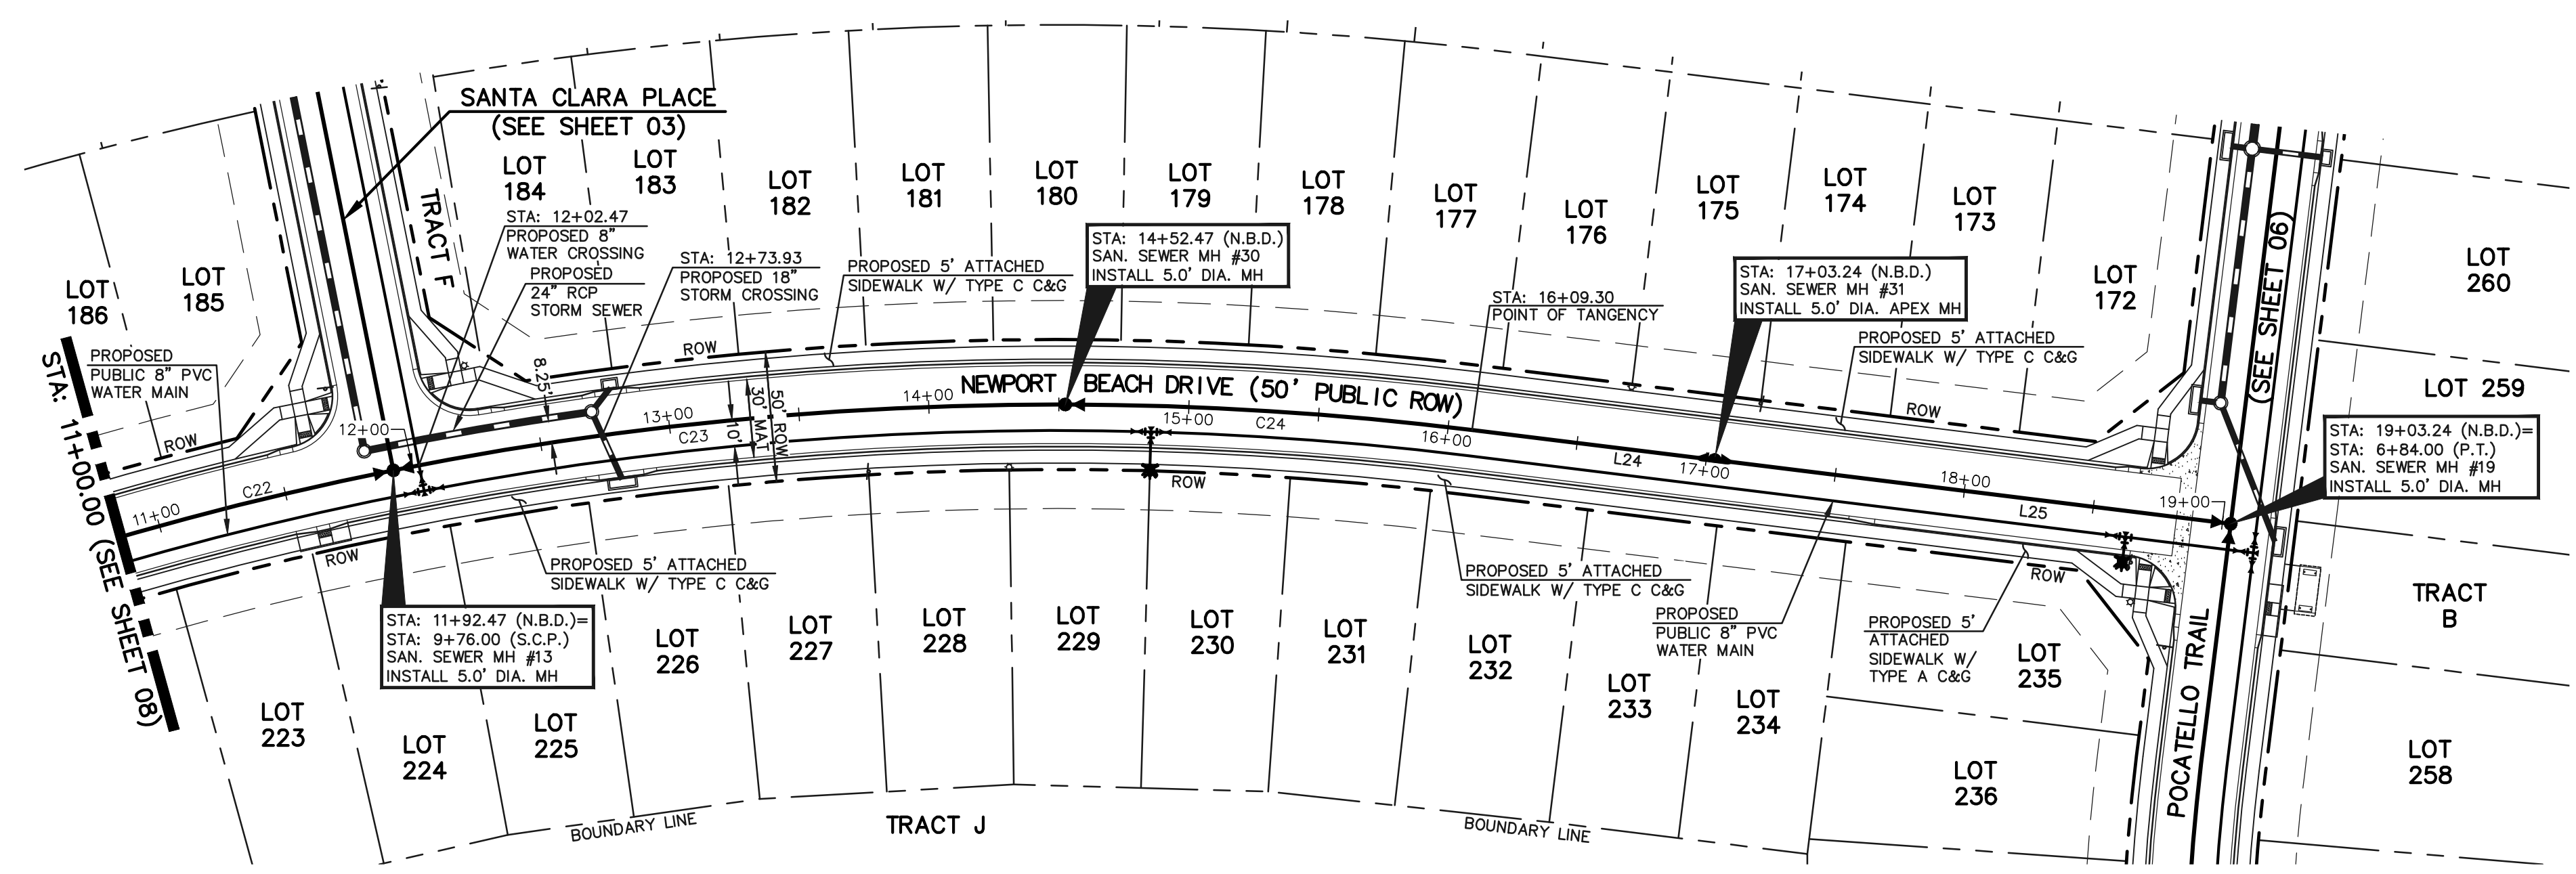 SANTA CLARA PLACE
(SEE SHEET 03)
LOT
184
LOT
183
LOT
182
LOT
181
LOT
180
LOT
179
LOT
178
LOT
177
LOT
176
LOT
175
LOT
174
LOT
173
LOT
172
LOT
260
LOT 259
TRACT F
LOT
185
LOT
186
STA: 12+02.47
PROPOSED 8"
WATER CROSSING
PROPOSED
24" RCP
STORM SEWER
STA: 12+73.93
PROPOSED 18"
STORM CROSSING
PROPOSED 5' ATTACHED
SIDEWALK W/ TYPE C C&G
STA: 14+52.47 (N.B.D.)
SAN. SEWER MH #30
INSTALL 5.0' DIA. MH
STA: 16+09.30
POINT OF TANGENCY
STA: 17+03.24 (N.B.D.)
SAN. SEWER MH #31
INSTALL 5.0' DIA. APEX MH
PROPOSED 5' ATTACHED
SIDEWALK W/ TYPE C C&G
(SEE SHEET 06)
STA: 19+03.24 (N.B.D.)=
STA: 6+84.00 (P.T.)
SAN. SEWER MH #19
INSTALL 5.0' DIA. MH
STA: 11+00.00 (SEE SHEET 08)
PROPOSED
PUBLIC 8" PVC
WATER MAIN
ROW
ROW
ROW
8.25'
10'
30' MAT
50' ROW
NEWPORT BEACH DRIVE (50' PUBLIC ROW)
11+00
C22
12+00
13+00
C23
14+00
15+00
C24
16+00
L24
17+00
18+00
L25
19+00
ROW
ROW
ROW
PROPOSED 5' ATTACHED
SIDEWALK W/ TYPE C C&G
STA: 11+92.47 (N.B.D.)=
STA: 9+76.00 (S.C.P.)
SAN. SEWER MH #13
INSTALL 5.0' DIA. MH
PROPOSED 5' ATTACHED
SIDEWALK W/ TYPE C C&G
PROPOSED
PUBLIC 8" PVC
WATER MAIN
PROPOSED 5'
ATTACHED
SIDEWALK W/
TYPE A C&G
LOT
223
LOT
224
LOT
225
LOT
226
LOT
227
LOT
228
LOT
229
LOT
230
LOT
231
LOT
232
LOT
233
LOT
234
LOT
235
LOT
236
POCATELLO TRAIL
TRACT
B
LOT
258
BOUNDARY LINE
TRACT J
BOUNDARY LINE